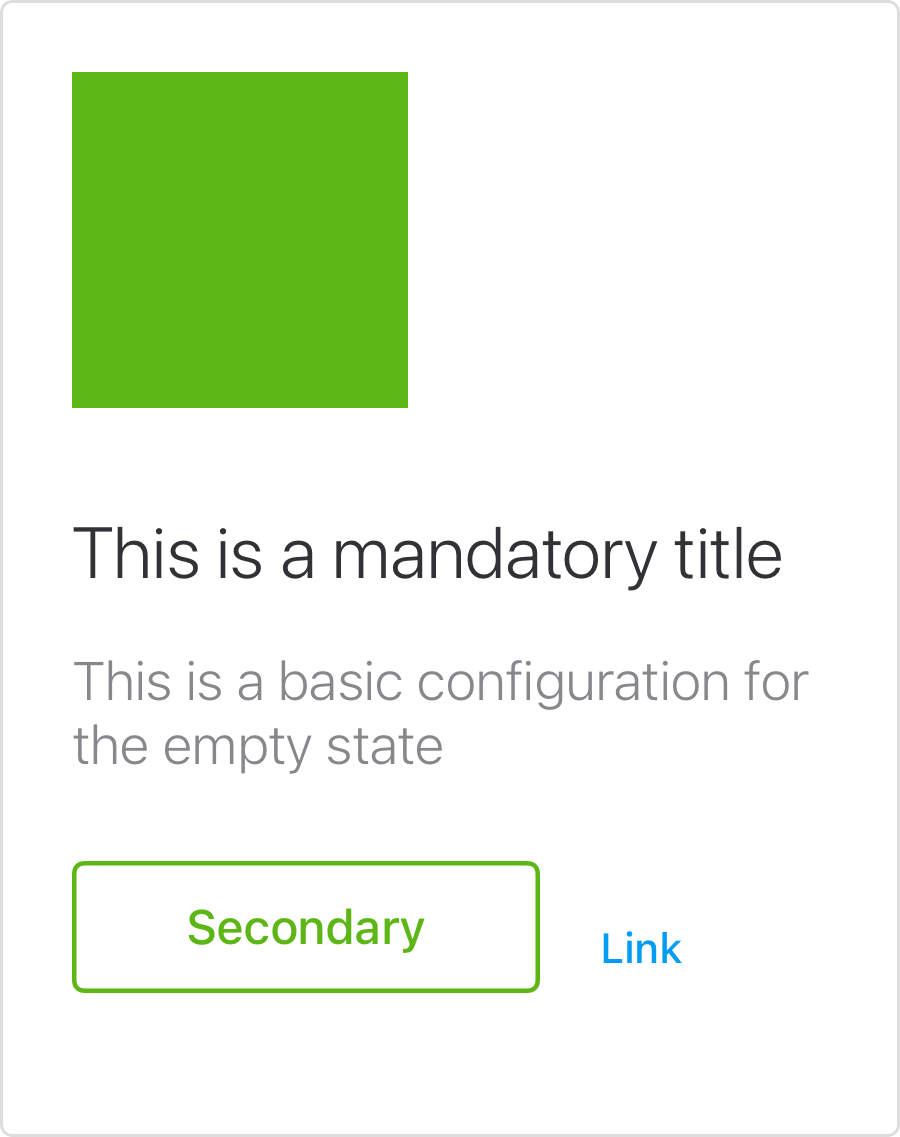 This is a mandatory title
This is a basic configuration for
the empty state
Secondary
Link